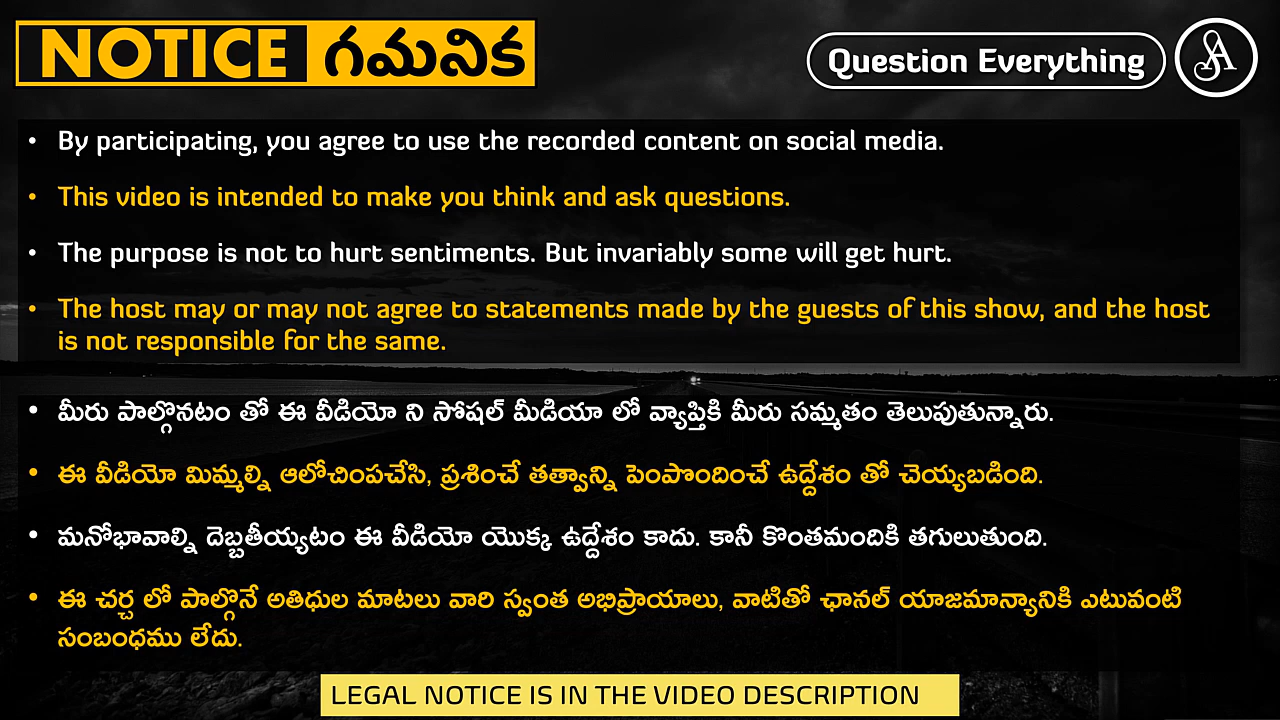 NOTICE గమనిక
Question Everything
• By participating, you agree to use the recorded content on social media.
• This video is intended to make you think and ask questions.
• The purpose is not to hurt sentiments. But invariably some will get hurt.
• The host may or may not agree to statements made by the guests of this show, and the host
is not responsible for the same.
• మీరు పాల్గొనటం తో ఈ వీడియో ని సోషల్ మీడియా లో వ్యాప్తికి మీరు సమ్మతం తెలుపుతున్నారు.
• ఈ వీడియో మిమ్మల్ని ఆలోచింపచేసి, ప్రశించే తత్వాన్ని పెంపొందించే ఉద్దేశం తో చెయ్యబడింది.
• మనోభావాల్ని దెబ్బతీయ్యటం ఈ వీడియో యొక్క ఉద్దేశం కాదు. కానీ కొంతమందికి తగులుతుంది.
• ఈ చర్చ లో పాల్గొనే అతిధుల మాటలు వారి స్వంత అభిప్రాయాలు, వాటితో ఛానల్ యాజమాన్యానికి ఎటువంటి
సంబంధము లేదు.
LEGAL NOTICE IS IN THE VIDEO DESCRIPTION